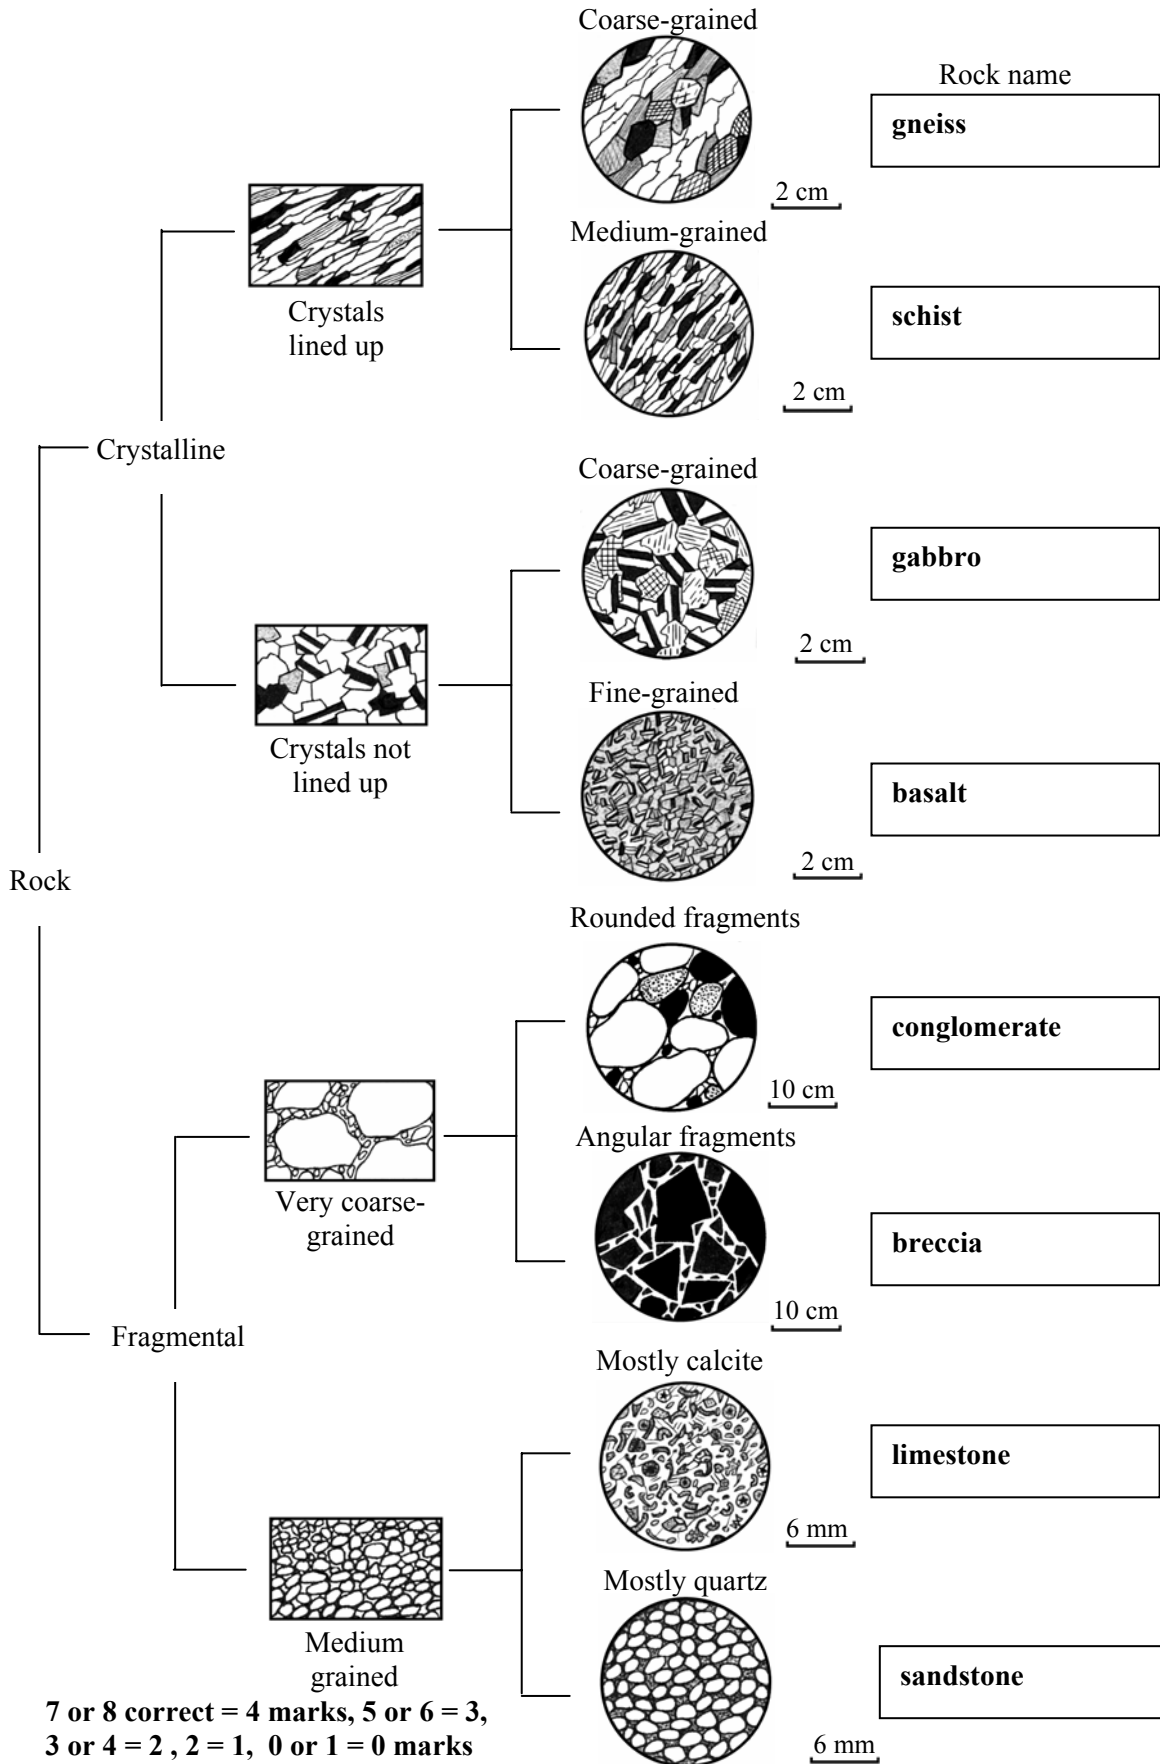 Coarse-grained
Rock name
gneiss
2 cm
Medium-grained
Crystals
lined up
schist
2 cm
Crystalline
Coarse-grained
gabbro
2 cm
Fine-grained
Crystals not
lined up
basalt
2 cm
Rock
Rounded fragments
conglomerate
10 cm
Angular fragments
Very coarse-
grained
breccia
10 cm
Fragmental
Mostly calcite
limestone
6 mm
Mostly quartz
Medium
grained
sandstone
7 or 8 correct = 4 marks, 5 or 6 = 3,
3 or 4 = 2 , 2 = 1, 0 or 1 = 0 marks
6 mm